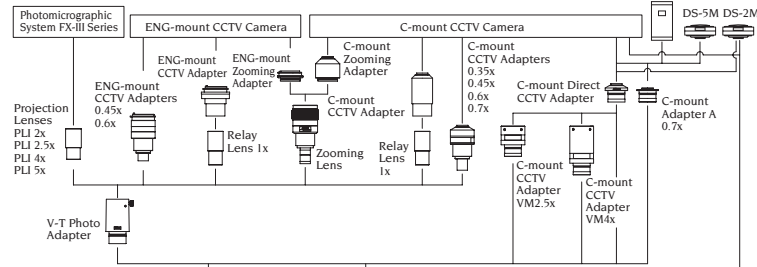 Photomicrographic
System FX-III Series
ENG-mount CCTV Camera
C-mount CCTV Camera
DS-5M
DS-2M
ENG-mount
CCTV Adapter
ENG-mount
Zooming
Adapter
C-mount
Zooming
Adapter
C-mount
CCTV Adapters
0.35x
0.45x
0.6x
0.7x
ENG-mount
CCTV Adapters
0.45x
0.6x
C-mount
CCTV Adapter
C-mount Direct
CCTV Adapter
C-mount
Adapter A
0.7x
Projection
Lenses
PLI 2x
PLI 2.5x
PLI 4x
PLI 5x
Relay
Lens 1x
Zooming
Lens
Relay
Lens
1x
C-mount
CCTV
Adapter
VM2.5x
C-mount
CCTV
Adapter
VM4x
V-T Photo
Adapter